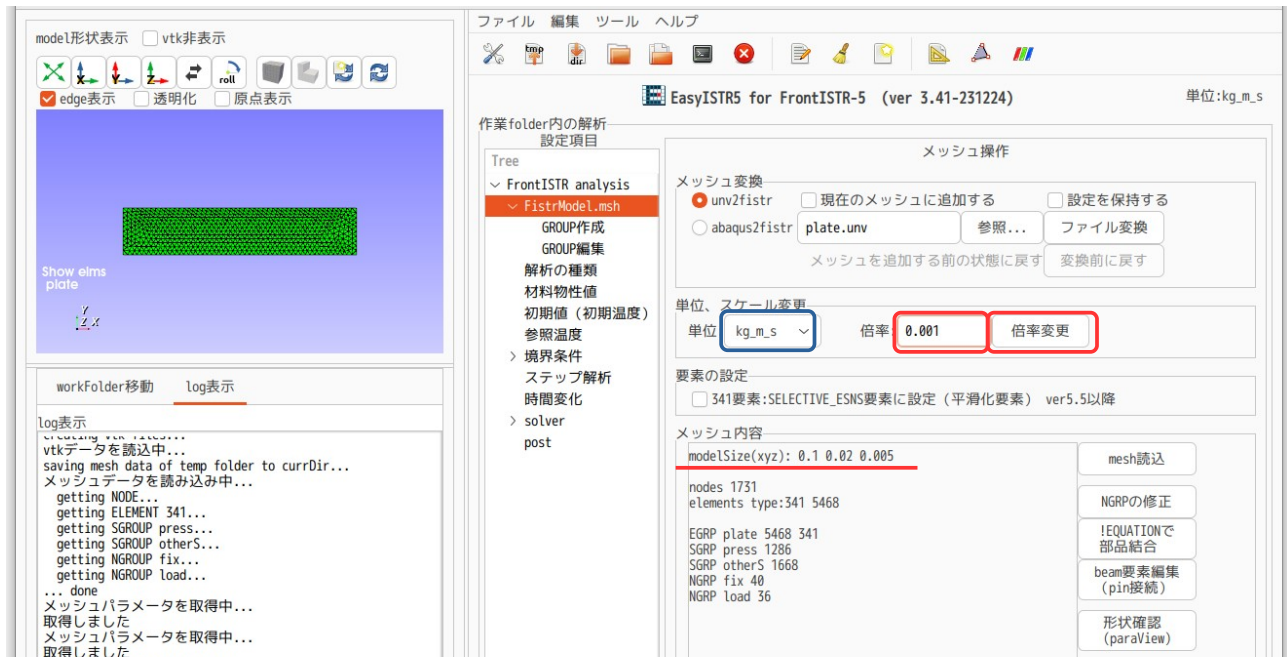 model形状表示 vtk非表示
roll
edge表示 透明化 原点表示
Show elms
plate
Y
Z X
workFolder移動 log表示
log表示
creating vtk files...
vtkデータを読込中...
saving mesh data of temp folder to currDir...
メッシュデータを読み込み中...
getting NODE...
getting ELEMENT 341...
getting SGROUP press...
getting SGROUP otherS...
getting NGROUP fix...
getting NGROUP load...
... done
メッシュパラメータを取得中...
取得しました
メッシュパラメータを取得中...
取得しました
ファイル 編集 ツール ヘルプ
tmp
dir
EasyISTR5 for FrontISTR-5 (ver 3.41-231224) 単位:kg_m_s
作業folder内の解析
設定項目
Tree
FrontISTR analysis
FistrModel.msh
GROUP作成
GROUP編集
解析の種類
材料物性値
初期値（初期温度）
参照温度
境界条件
ステップ解析
時間変化
solver
post
メッシュ操作
メッシュ変換
unv2fistr 現在のメッシュに追加する 設定を保持する
abaqus2fistr plate.unv 参照... ファイル変換
メッシュを追加する前の状態に戻す 変換前に戻す
単位、スケール変更
単位 kg_m_s 倍率: 0.001 倍率変更
要素の設定
341要素:SELECTIVE_ESNS要素に設定（平滑化要素） ver5.5以降
メッシュ内容
modelSize(xyz): 0.1 0.02 0.005
nodes 1731
elements type:341 5468
EGRP plate 5468 341
SGRP press 1286
SGRP otherS 1668
NGRP fix 40
NGRP load 36
mesh読込
NGRPの修正
!EQUATIONで
部品結合
beam要素編集
(pin接続)
形状確認
(paraView)